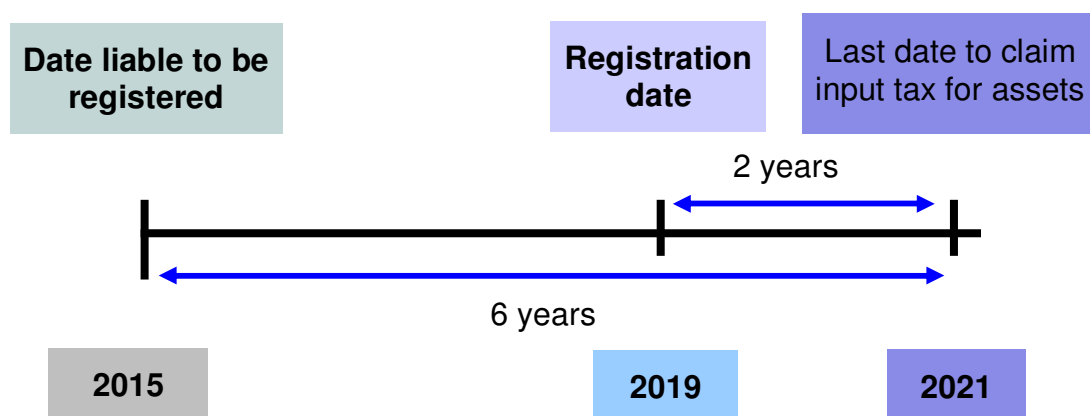 Date liable to be
registered
Registration
date
Last date to claim
input tax for assets
2 years
6 years
2015
2019
2021